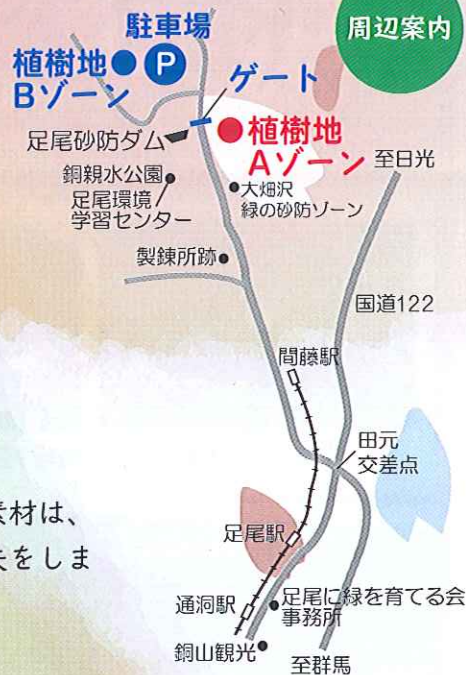 周辺案内
駐車場
植樹地
Bゾーン
P
ゲート
足尾砂防ダム
植樹地
Aゾーン
至日光
銅親水公園
足尾環境
学習センター
大畑沢
緑の砂防ゾーン
製錬所跡
国道122
間藤駅
田元
交差点
素材は、
足尾駅
夫をしま
通洞駅
足尾に緑を育てる会
事務所
銅山観光
至群馬